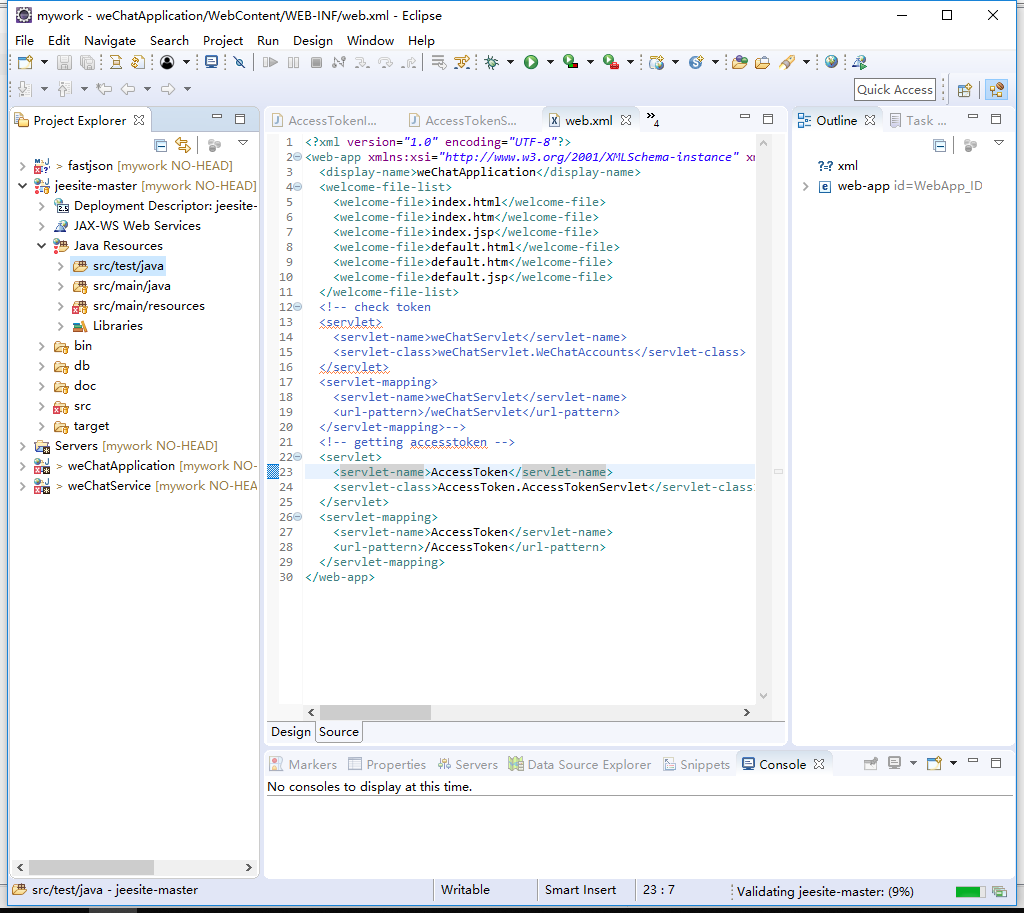 mywork - weChatApplication/WebContent/WEB-INF/web.xml - Eclipse
File Edit Navigate Search Project Run Design Window Help
Quick Access
Project Explorer
> fastjson [mywork NO-HEAD]
jeesite-master [mywork NO-HEAD]
Deployment Descriptor: jeesite-
JAX-WS Web Services
Java Resources
src/test/java
src/main/java
src/main/resources
Libraries
bin
db
doc
src
target
Servers [mywork NO-HEAD]
> weChatApplication [mywork NO-
> weChatService [mywork NO-HEA
AccessTokenI... AccessTokenS... web.xml »4
1 <?xml version="1.0" encoding="UTF-8"?>
2 <web-app xmlns:xsi="http://www.w3.org/2001/XMLSchema-instance" x
3 <display-name>weChatApplication</display-name>
4 <welcome-file-list>
5 <welcome-file>index.html</welcome-file>
6 <welcome-file>index.htm</welcome-file>
7 <welcome-file>index.jsp</welcome-file>
8 <welcome-file>default.html</welcome-file>
9 <welcome-file>default.htm</welcome-file>
10 <welcome-file>default.jsp</welcome-file>
11 </welcome-file-list>
12 <!-- check token
13 <servlet>
14 <servlet-name>weChatServlet</servlet-name>
15 <servlet-class>weChatServlet.WeChatAccounts</servlet-class>
16 </servlet>
17 <servlet-mapping>
18 <servlet-name>weChatServlet</servlet-name>
19 <url-pattern>/weChatServlet</url-pattern>
20 </servlet-mapping>-->
21 <!-- getting accesstoken -->
22 <servlet>
23 <servlet-name>AccessToken</servlet-name>
24 <servlet-class>AccessToken.AccessTokenServlet</servlet-class
25 </servlet>
26 <servlet-mapping>
27 <servlet-name>AccessToken</servlet-name>
28 <url-pattern>/AccessToken</url-pattern>
29 </servlet-mapping>
30 </web-app>
Design Source
Outline Task ...
?=? xml
web-app id=WebApp_ID
Markers Properties Servers Data Source Explorer Snippets Console
No consoles to display at this time.
src/test/java - jeesite-master Writable Smart Insert 23 : 7 Validating jeesite-master: (9%)